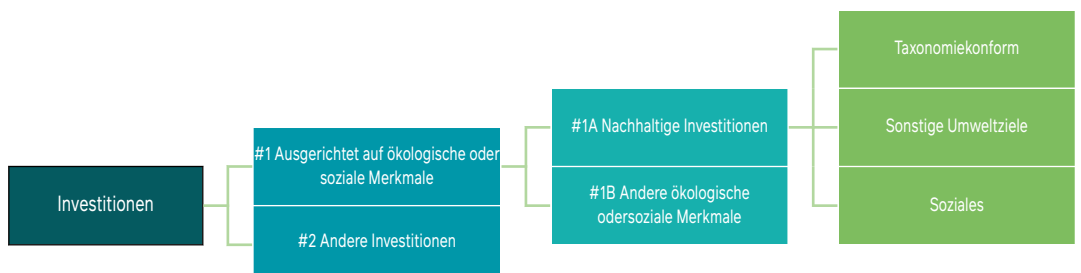 Investitionen
#1 Ausgerichtet auf ökologische oder
soziale Merkmale
#2 Andere Investitionen
#1A Nachhaltige Investitionen
#1B Andere ökologische
odersoziale Merkmale
Taxonomiekonform
Sonstige Umweltziele
Soziales